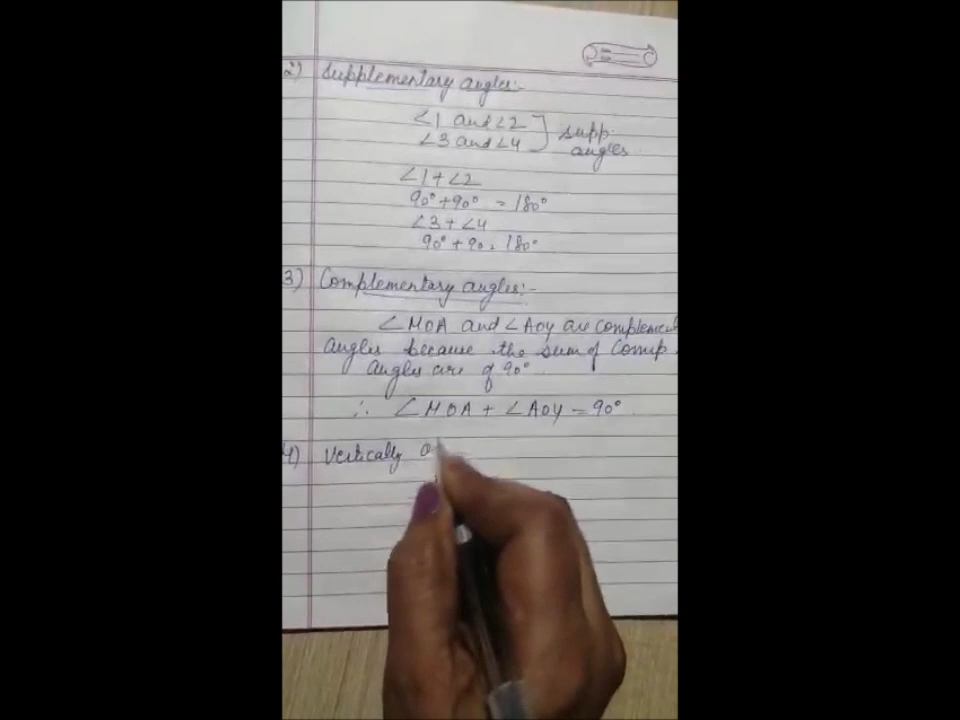 2) Supplementary angles:-
∠1 and ∠2
∠3 and ∠4 ] supp. angles
∠1+∠2
90°+90° = 180°
∠3 + ∠4
90° + 90 = 180°
3) Complementary angles:-
∠MOA and ∠AOY are complemen
angles because the sum of Comp.
angles are of 90°.
∴ ∠MOA + ∠AOY = 90°.
4) Vertically o